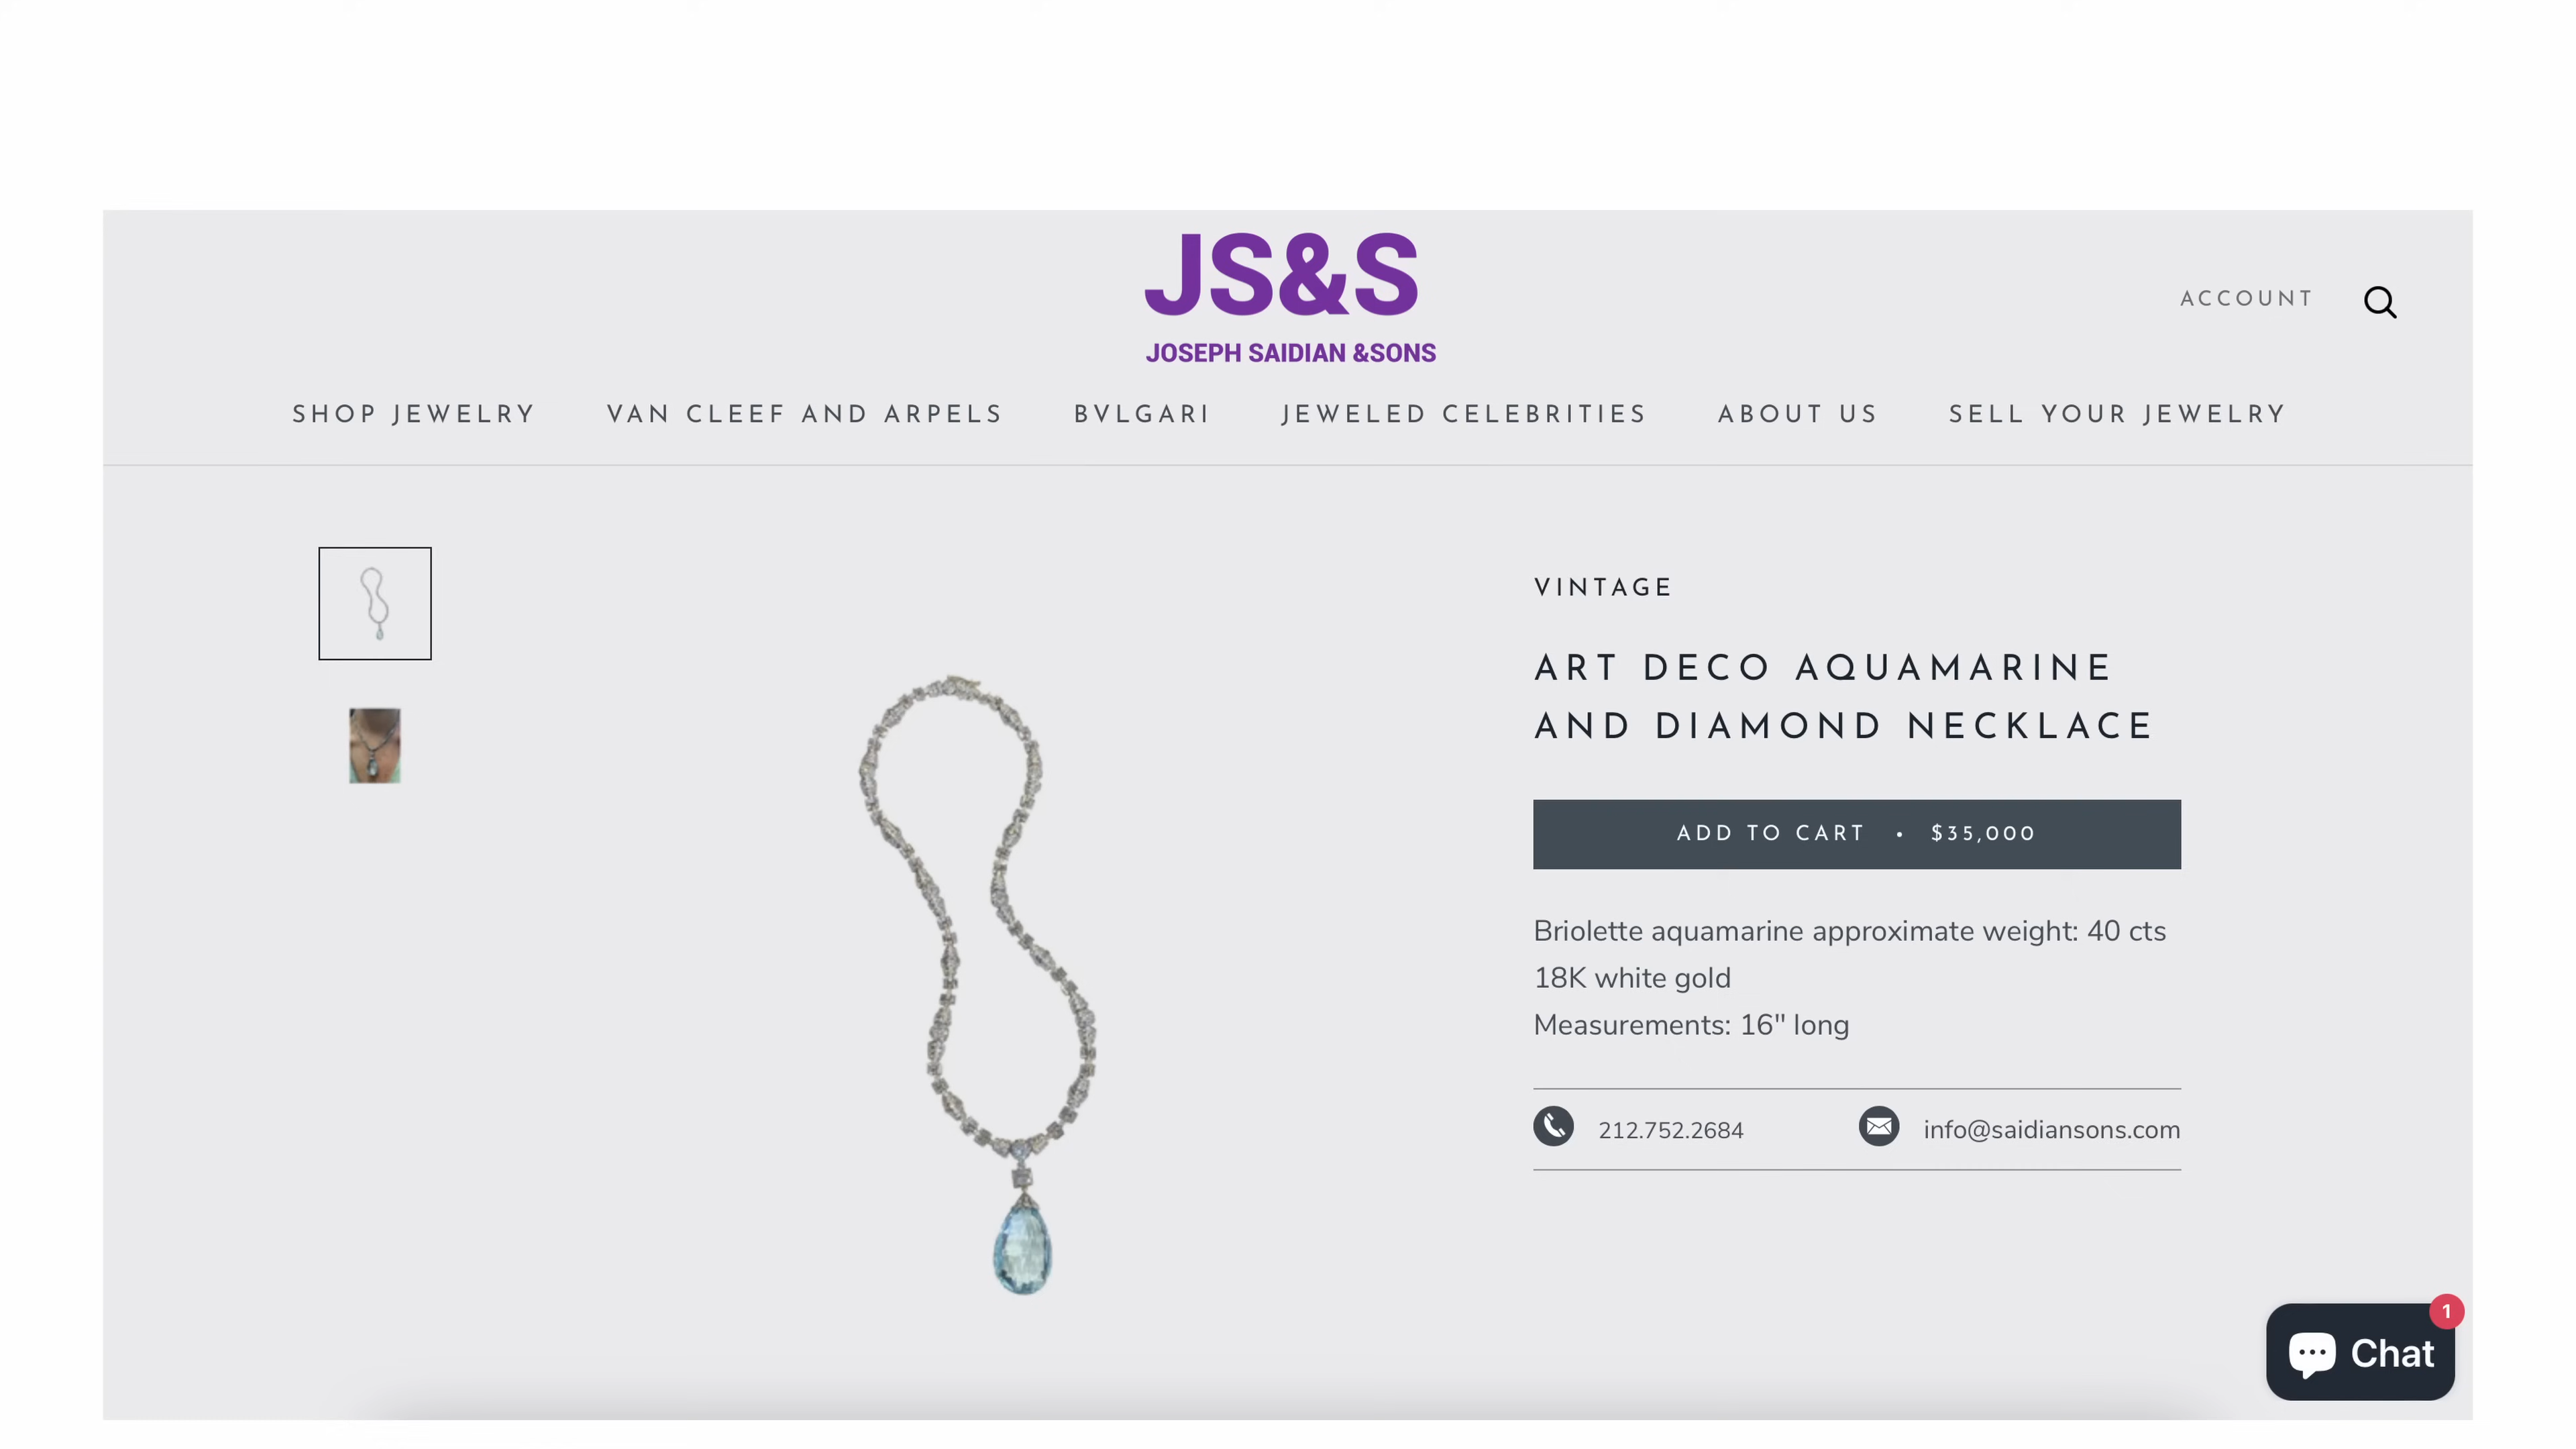 JS&S
JOSEPH SAIDIAN &SONS
ACCOUNT
SHOP JEWELRY VAN CLEEF AND ARPELS BVLGARI JEWELED CELEBRITIES ABOUT US SELL YOUR JEWELRY
VINTAGE
ART DECO AQUAMARINE
AND DIAMOND NECKLACE
ADD TO CART • $35,000
Briolette aquamarine approximate weight: 40 cts
18K white gold
Measurements: 16" long
212.752.2684 info@saidiansons.com
1
Chat